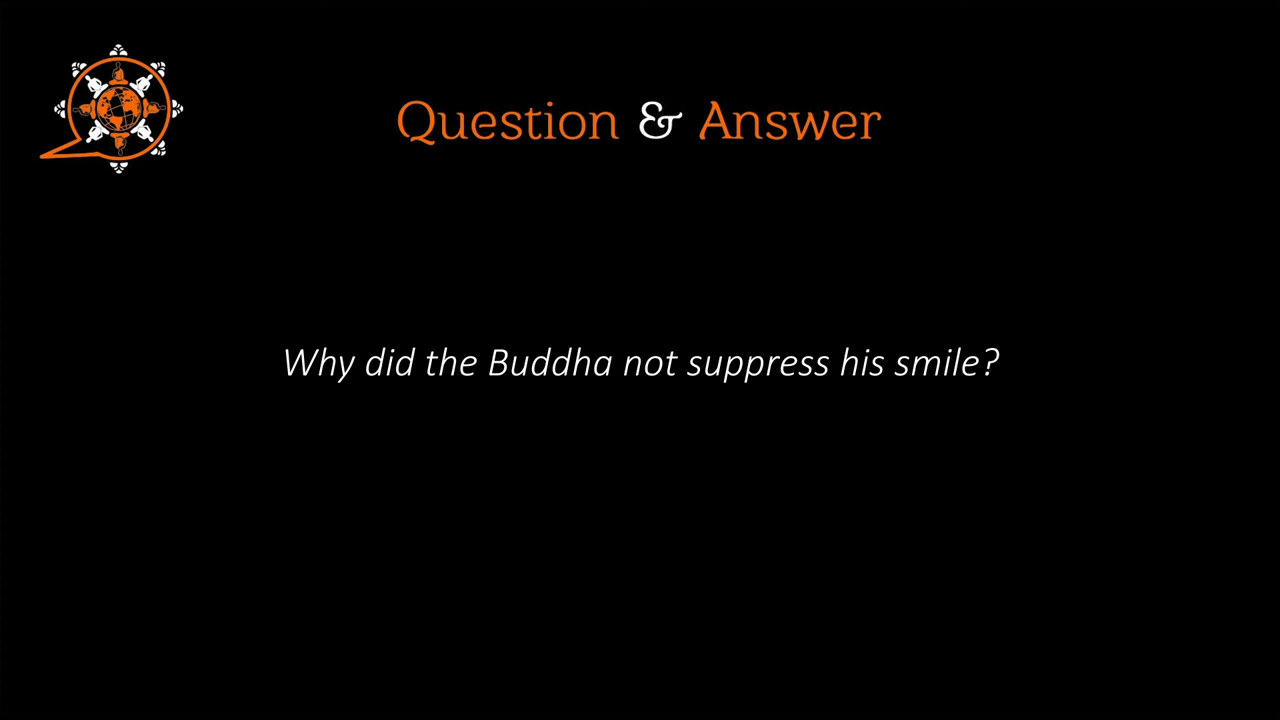 Question & Answer
Why did the Buddha not suppress his smile?